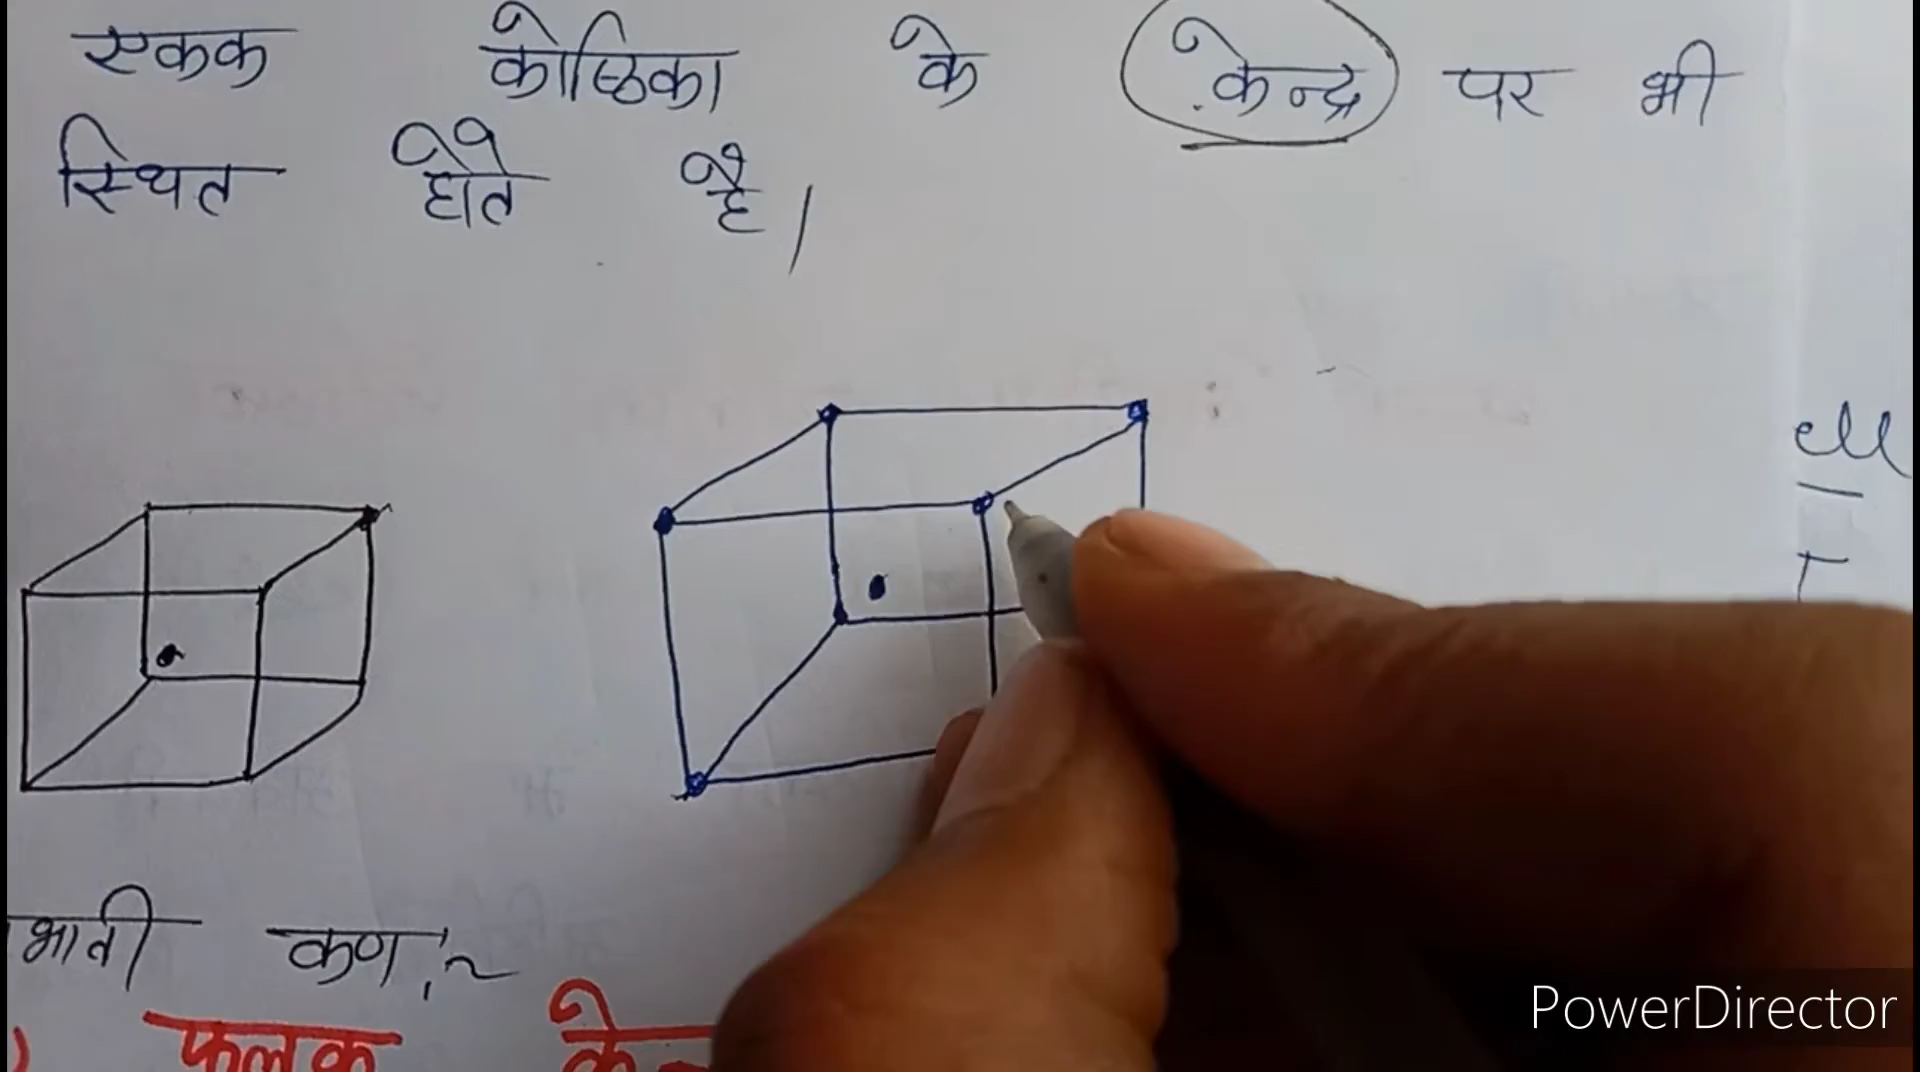 एकक कोष्ठिका के केन्द्र पर भी
स्थित होते है।
भाती कण :~
फलक
PowerDirector